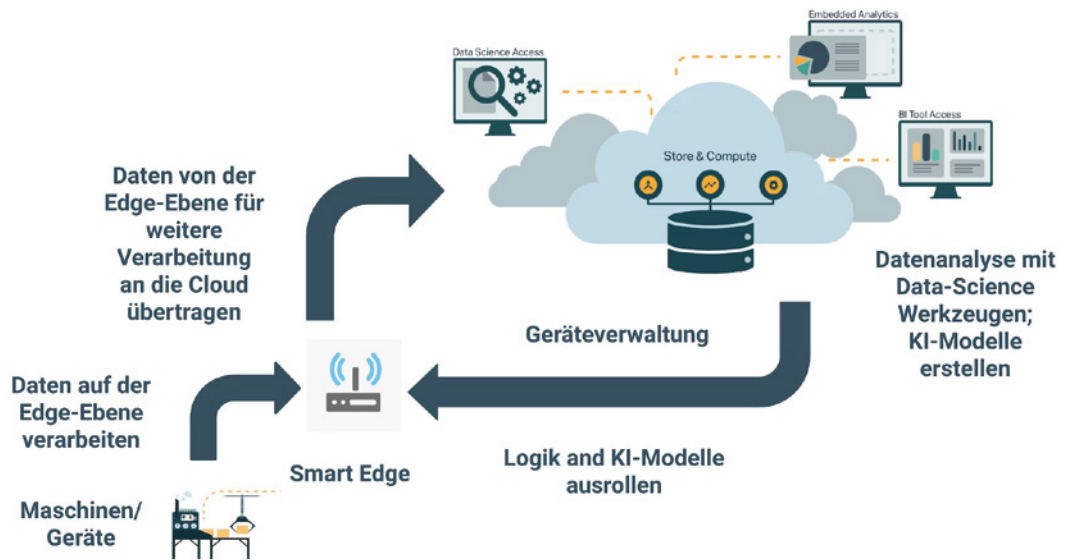 Embedded Analytics
Data Science Access
BI Tool Access
Store & Compute
Daten von der
Edge-Ebene für
weitere
Verarbeitung
an die Cloud
übertragen
Datenanalyse mit
Data-Science
Werkzeugen;
KI-Modelle
erstellen
Geräteverwaltung
Daten auf der
Edge-Ebene
verarbeiten
Smart Edge
Logik and KI-Modelle
ausrollen
Maschinen/
Geräte